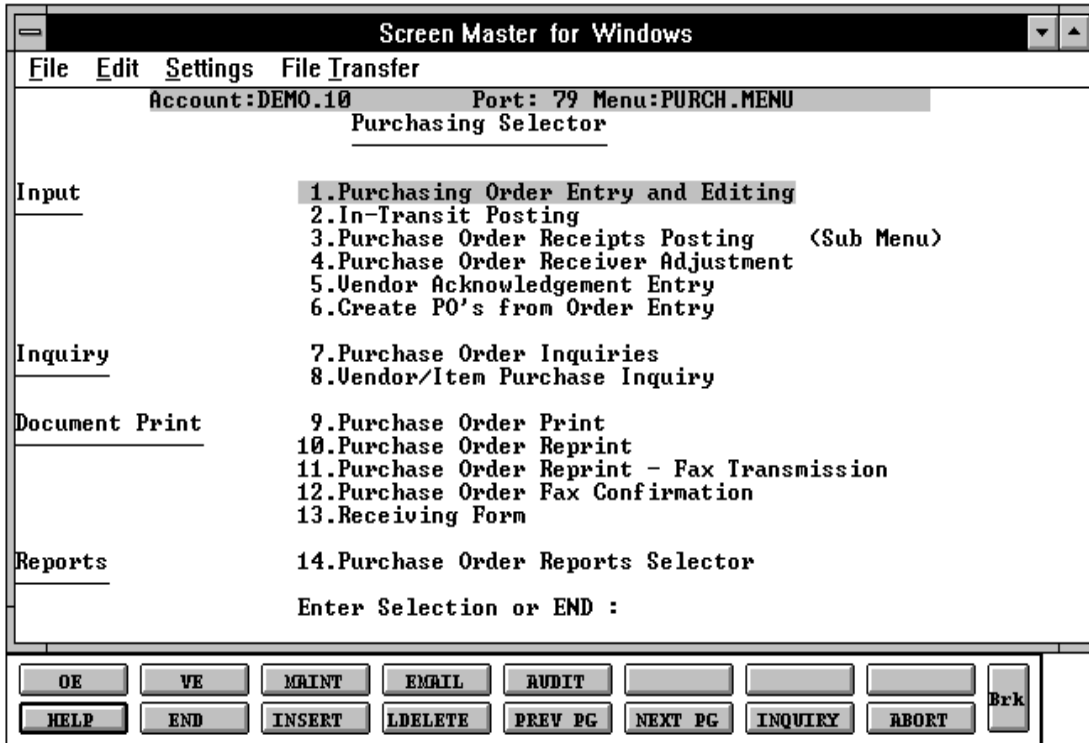 Screen Master for Windows
File Edit Settings File Transfer
Account:DEMO.10 Port: 79 Menu:PURCH.MENU
Purchasing Selector
Input 1.Purchasing Order Entry and Editing
2.In-Transit Posting
3.Purchase Order Receipts Posting (Sub Menu)
4.Purchase Order Receiver Adjustment
5.Vendor Acknowledgement Entry
6.Create PO's from Order Entry
Inquiry 7.Purchase Order Inquiries
8.Vendor/Item Purchase Inquiry
Document Print 9.Purchase Order Print
10.Purchase Order Reprint
11.Purchase Order Reprint - Fax Transmission
12.Purchase Order Fax Confirmation
13.Receiving Form
Reports 14.Purchase Order Reports Selector
Enter Selection or END :
OE VE MAINT EMAIL AUDIT Brk
HELP END INSERT LDELETE PREV PG NEXT PG INQUIRY ABORT